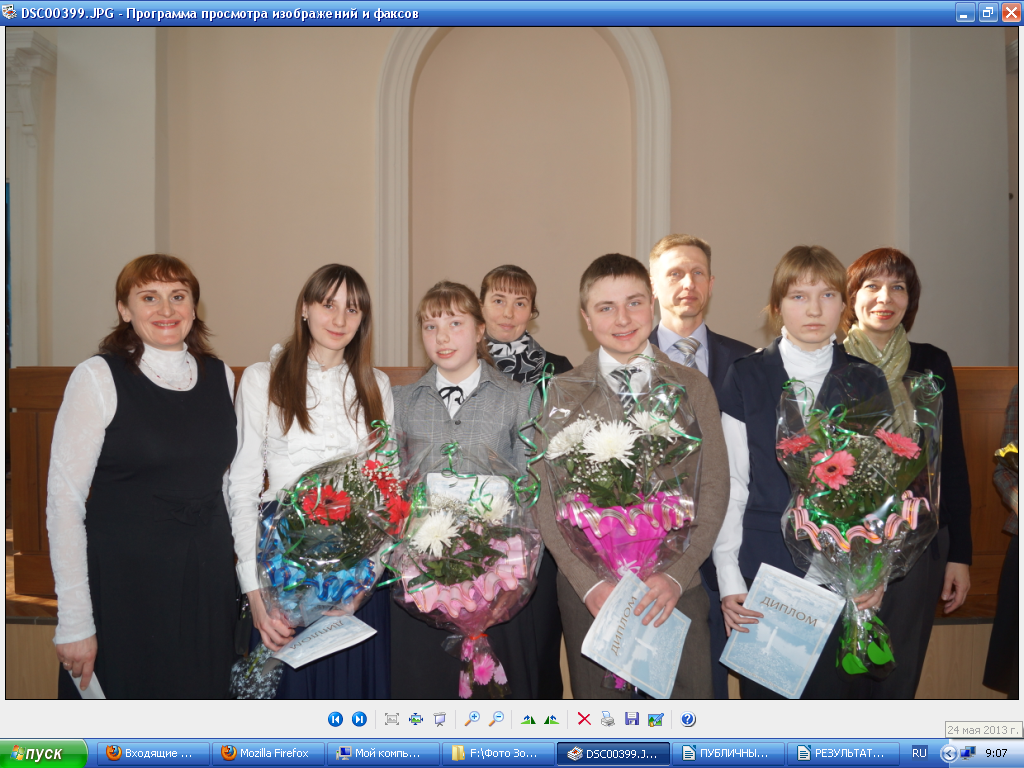 DSC00399.JPG - Программа просмотра изображений и факсов
ДИПЛОМ
ДИПЛОМ
ДИПЛОМ
24 мая 2013 г.
пуск
Входящие ...
Mozilla Firefox
Мой компь...
F:\Фото Зо...
DSC00399.J...
ПУБЛИЧНЫ...
РЕЗУЛЬТАТ...
RU
9:07